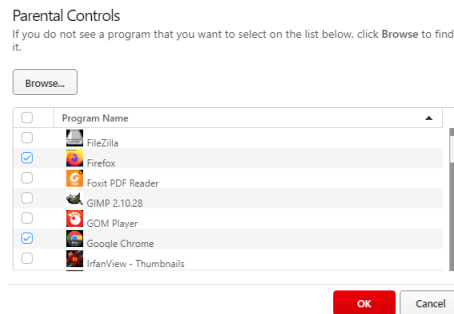 Parental Controls
If you do not see a program that you want to select on the list below, click Browse to find
it.
Browse...
Program Name
FileZilla
Firefox
Foxit PDF Reader
GIMP 2.10.28
GOM Player
Google Chrome
IrfanView - Thumbnails
OK
Cancel